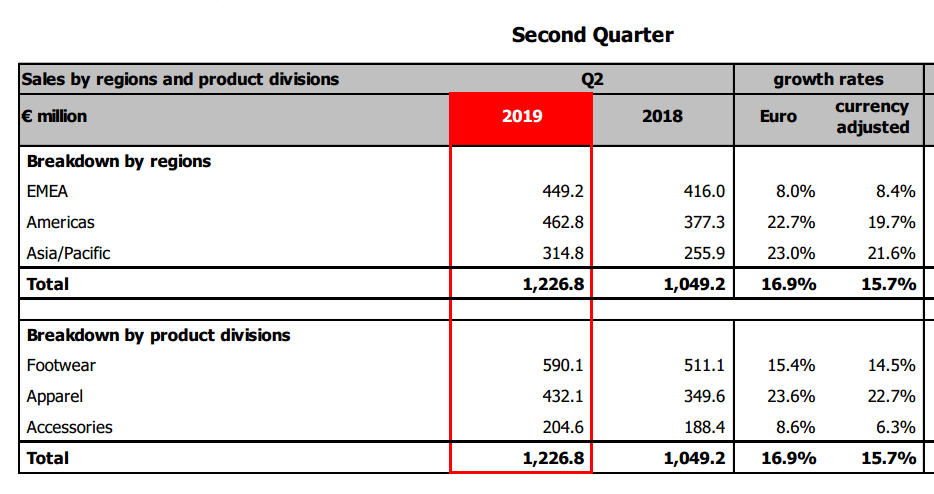 Second Quarter
Sales by regions and product divisions Q2 growth rates
€ million 2019 2018 Euro currency adjusted
Breakdown by regions
EMEA 449.2 416.0 8.0% 8.4%
Americas 462.8 377.3 22.7% 19.7%
Asia/Pacific 314.8 255.9 23.0% 21.6%
Total 1,226.8 1,049.2 16.9% 15.7%
Breakdown by product divisions
Footwear 590.1 511.1 15.4% 14.5%
Apparel 432.1 349.6 23.6% 22.7%
Accessories 204.6 188.4 8.6% 6.3%
Total 1,226.8 1,049.2 16.9% 15.7%